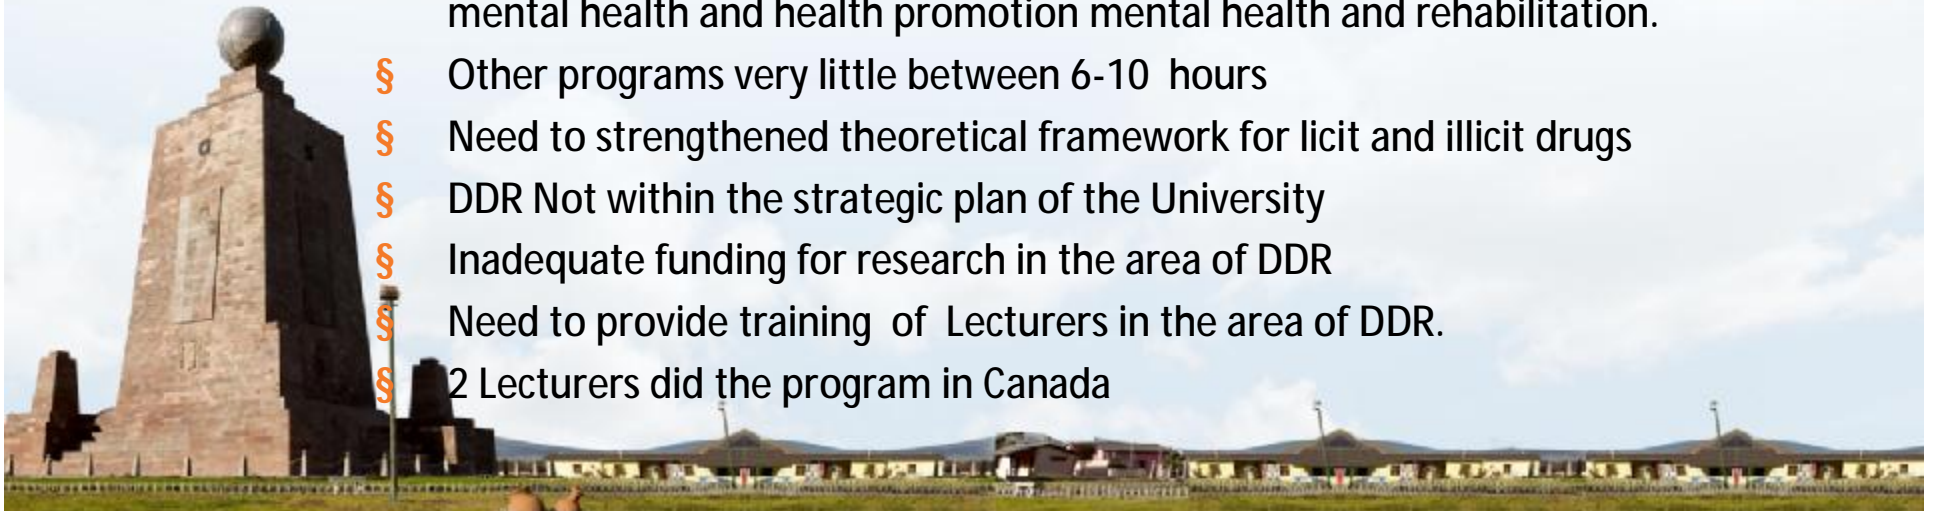 mental health and health promotion mental health and rehabilitation.
§ Other programs very little between 6-10 hours
§ Need to strengthened theoretical framework for licit and illicit drugs
§ DDR Not within the strategic plan of the University
§ Inadequate funding for research in the area of DDR
§ Need to provide training of Lecturers in the area of DDR.
§ 2 Lecturers did the program in Canada